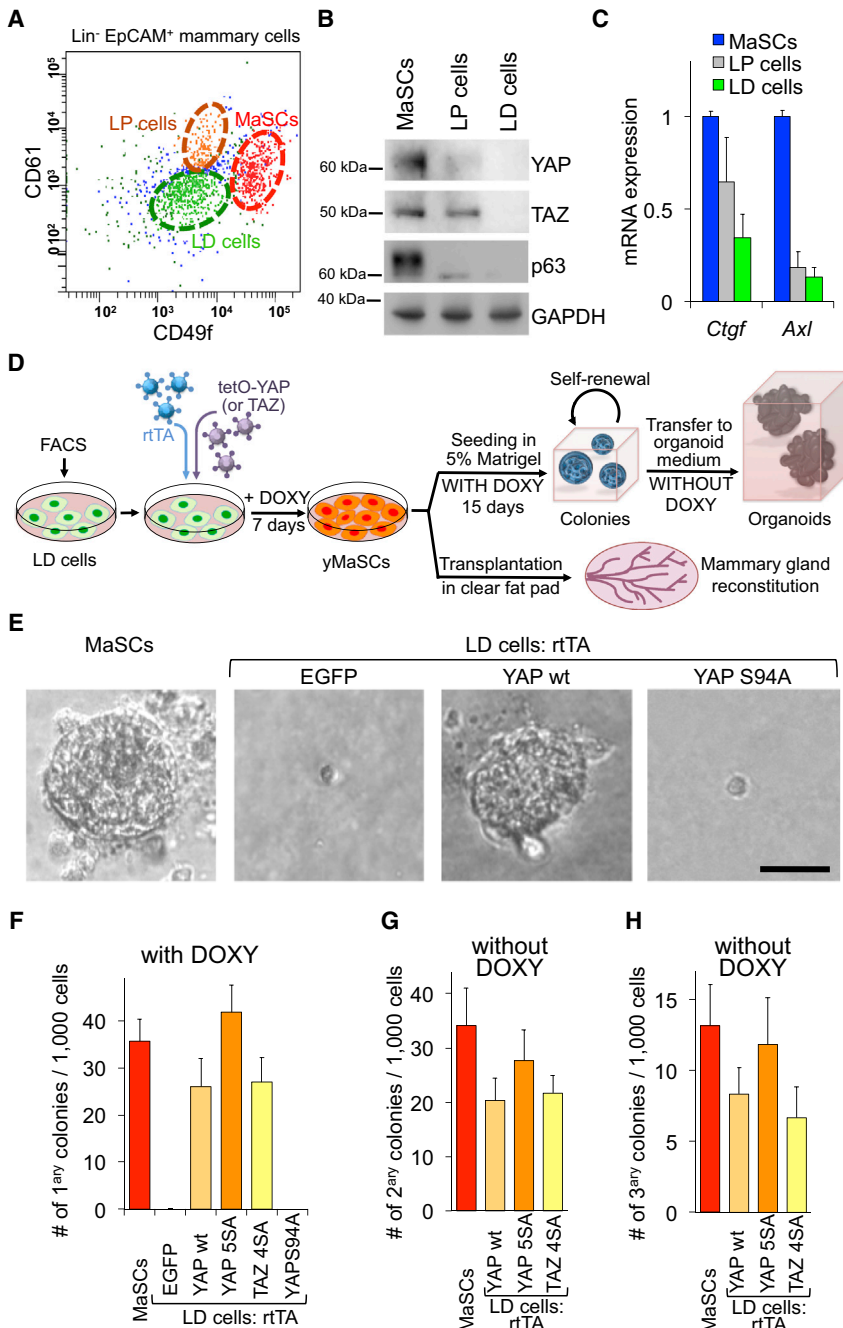 A
Lin⁻ EpCAM⁺ mammary cells
10⁵
10⁴
10³
10²
0
CD61
LP cells
MaSCs
LD cells
10² 10³ 10⁴ 10⁵
CD49f
B
MaSCs
LP cells
LD cells
60 kDa
YAP
50 kDa
TAZ
p63
60 kDa
40 kDa
GAPDH
C
MaSCs
LP cells
LD cells
mRNA expression
1
0.5
0
Ctgf Axl
D
FACS
LD cells
rtTA
tetO-YAP
(or TAZ)
+ DOXY
7 days
yMaSCs
Seeding in
5% Matrigel
WITH DOXY
15 days
Self-renewal
Colonies
Transfer to
organoid
medium
WITHOUT
DOXY
Organoids
Transplantation
in clear fat pad
Mammary gland
reconstitution
E
MaSCs
LD cells: rtTA
EGFP
YAP wt
YAP S94A
F
with DOXY
# of 1ᵃʳʸ colonies / 1,000 cells
40
30
20
10
0
MaSCs
EGFP
YAP wt
YAP 5SA
TAZ 4SA
YAPS94A
LD cells: rtTA
G
without
DOXY
# of 2ᵃʳʸ colonies / 1,000 cells
40
30
20
10
0
MaSCs
YAP wt
YAP 5SA
TAZ 4SA
LD cells:
rtTA
H
without
DOXY
# of 3ᵃʳʸ colonies / 1,000 cells
15
10
5
0
MaSCs
YAP wt
YAP 5SA
TAZ 4SA
LD cells:
rtTA